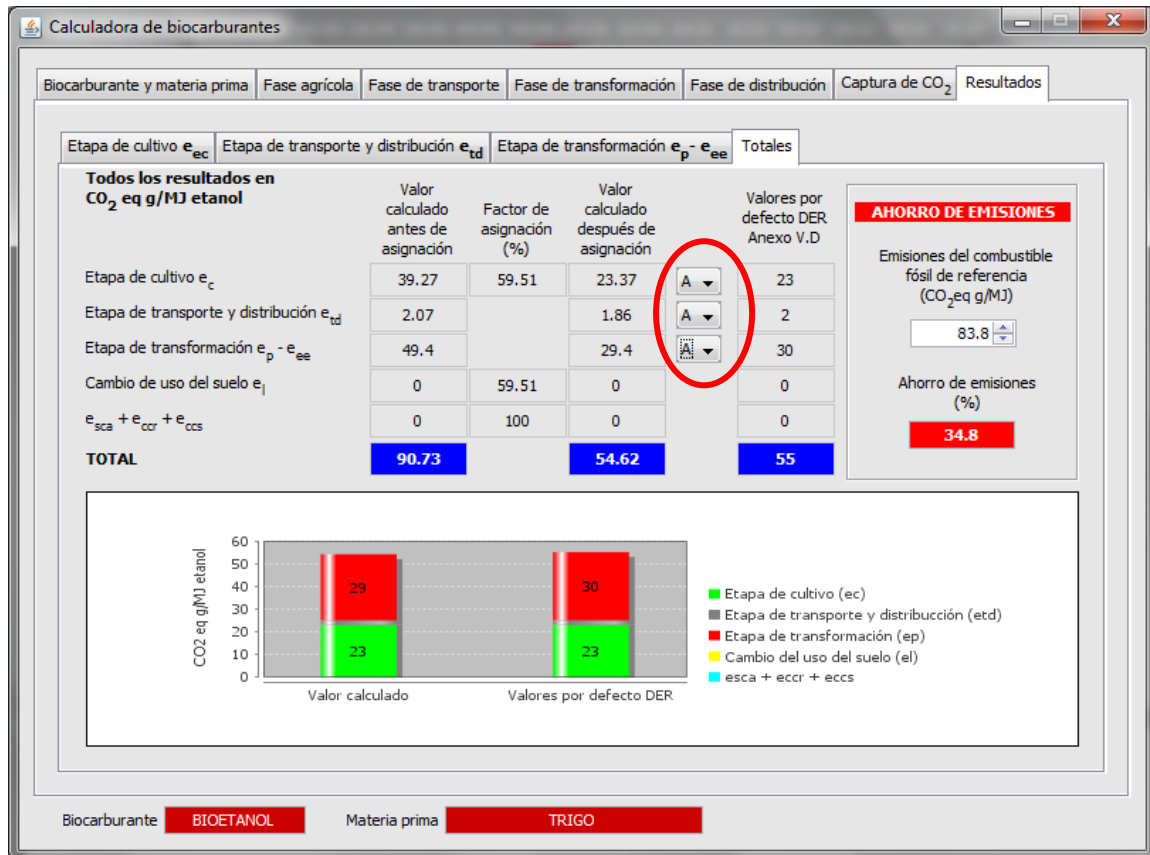 Calculadora de biocarburantes
Biocarburante y materia prima Fase agrícola Fase de transporte Fase de transformación Fase de distribución Captura de CO2 Resultados
Etapa de cultivo eec Etapa de transporte y distribución etd Etapa de transformación ep- eee Totales
Todos los resultados en
CO2 eq g/MJ etanol
Valor
calculado
antes de
asignación
Factor de
asignación
(%)
Valor
calculado
después de
asignación
Valores por
defecto DER
Anexo V.D
Etapa de cultivo ec 39.27 59.51 23.37 A 23
Etapa de transporte y distribución etd 2.07 1.86 A 2
Etapa de transformación ep - eee 49.4 29.4 A 30
Cambio de uso del suelo el 0 59.51 0 0
esca + eccr + eccs 0 100 0 0
TOTAL 90.73 54.62 55
AHORRO DE EMISIONES
Emisiones del combustible
fósil de referencia
(CO2eq g/MJ)
83.8
Ahorro de emisiones
(%)
34.8
CO2 eq g/MJ etanol
60
50
40
30
20
10
0
29
23
30
23
Valor calculado
Valores por defecto DER
Etapa de cultivo (ec)
Etapa de transporte y distribucción (etd)
Etapa de transformación (ep)
Cambio del uso del suelo (el)
esca + eccr + eccs
Biocarburante BIOETANOL Materia prima TRIGO